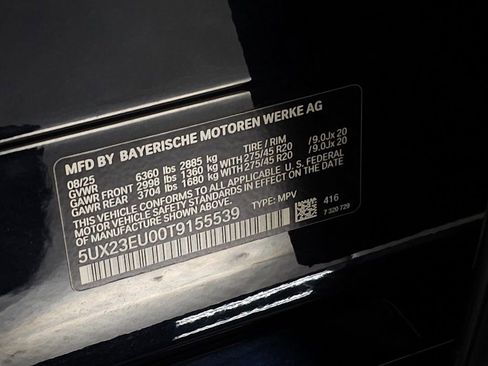 MFD BY BAYERISCHE MOTOREN WERKE AG
08/25 TIRE / RIM
GVWR 6360 lbs 2885 kg
GAWR FRONT 2998 lbs 1360 kg WITH 275/45 R20 / 9.0Jx 20
GAWR REAR 3704 lbs 1680 kg WITH 275/45 R20 / 9.0Jx 20
THIS VEHICLE CONFORMS TO ALL APPLICABLE U.S. FEDERAL
MOTOR VEHICLE SAFETY STANDARDS IN EFFECT ON THE DATE
OF MANUFACTURE SHOWN ABOVE.
5UX23EU00T9155539 TYPE: MPV 416
7 320 729